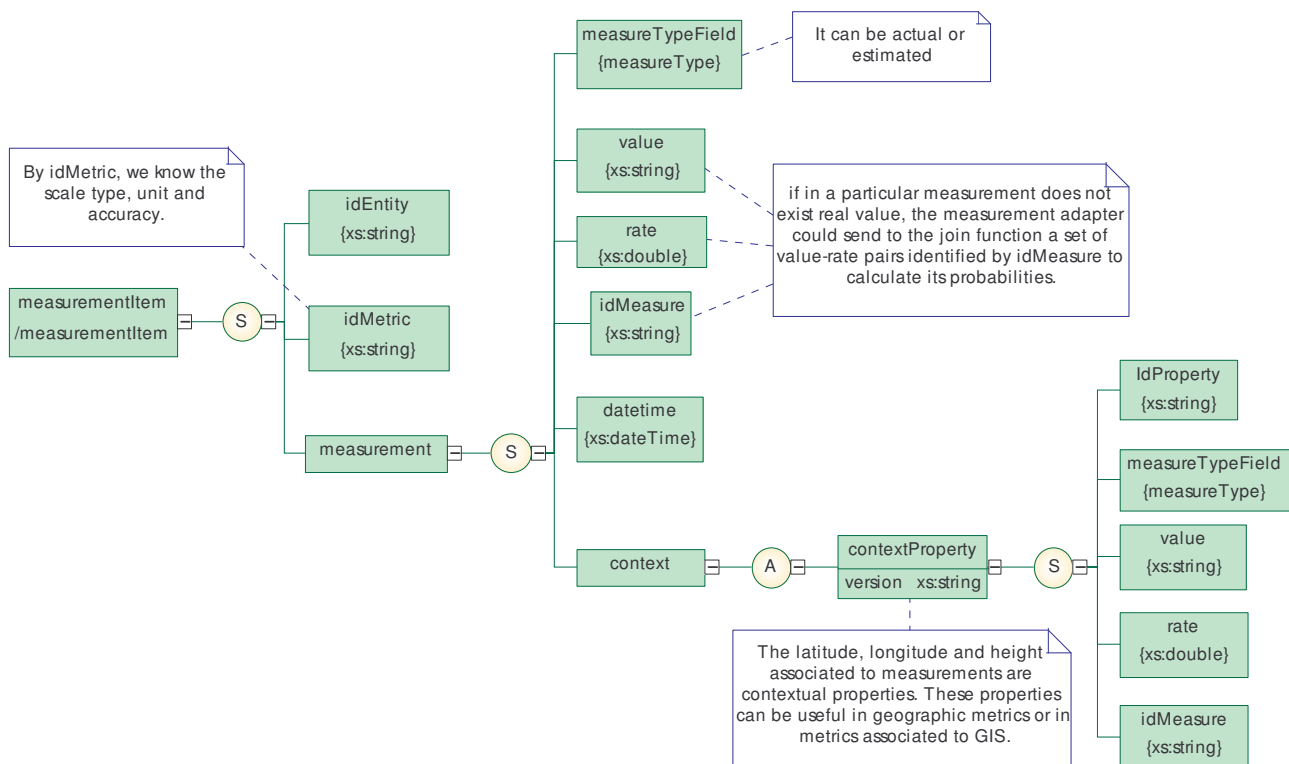 measureTypeField
{measureType}
It can be actual or
estimated
By idMetric, we know the
scale type, unit and
accuracy.
value
{xs:string}
if in a particular measurement does not
exist real value, the measurement adapter
could send to the join function a set of
value-rate pairs identified by idMeasure to
calculate its probabilities.
idEntity
{xs:string}
rate
{xs:double}
measurementItem
/measurementItem
S
idMetric
{xs:string}
idMeasure
{xs:string}
measurement
S
datetime
{xs:dateTime}
context
A
contextProperty
version xs:string
S
IdProperty
{xs:string}
measureTypeField
{measureType}
value
{xs:string}
rate
{xs:double}
idMeasure
{xs:string}
The latitude, longitude and height
associated to measurements are
contextual properties. These properties
can be useful in geographic metrics or in
metrics associated to GIS.